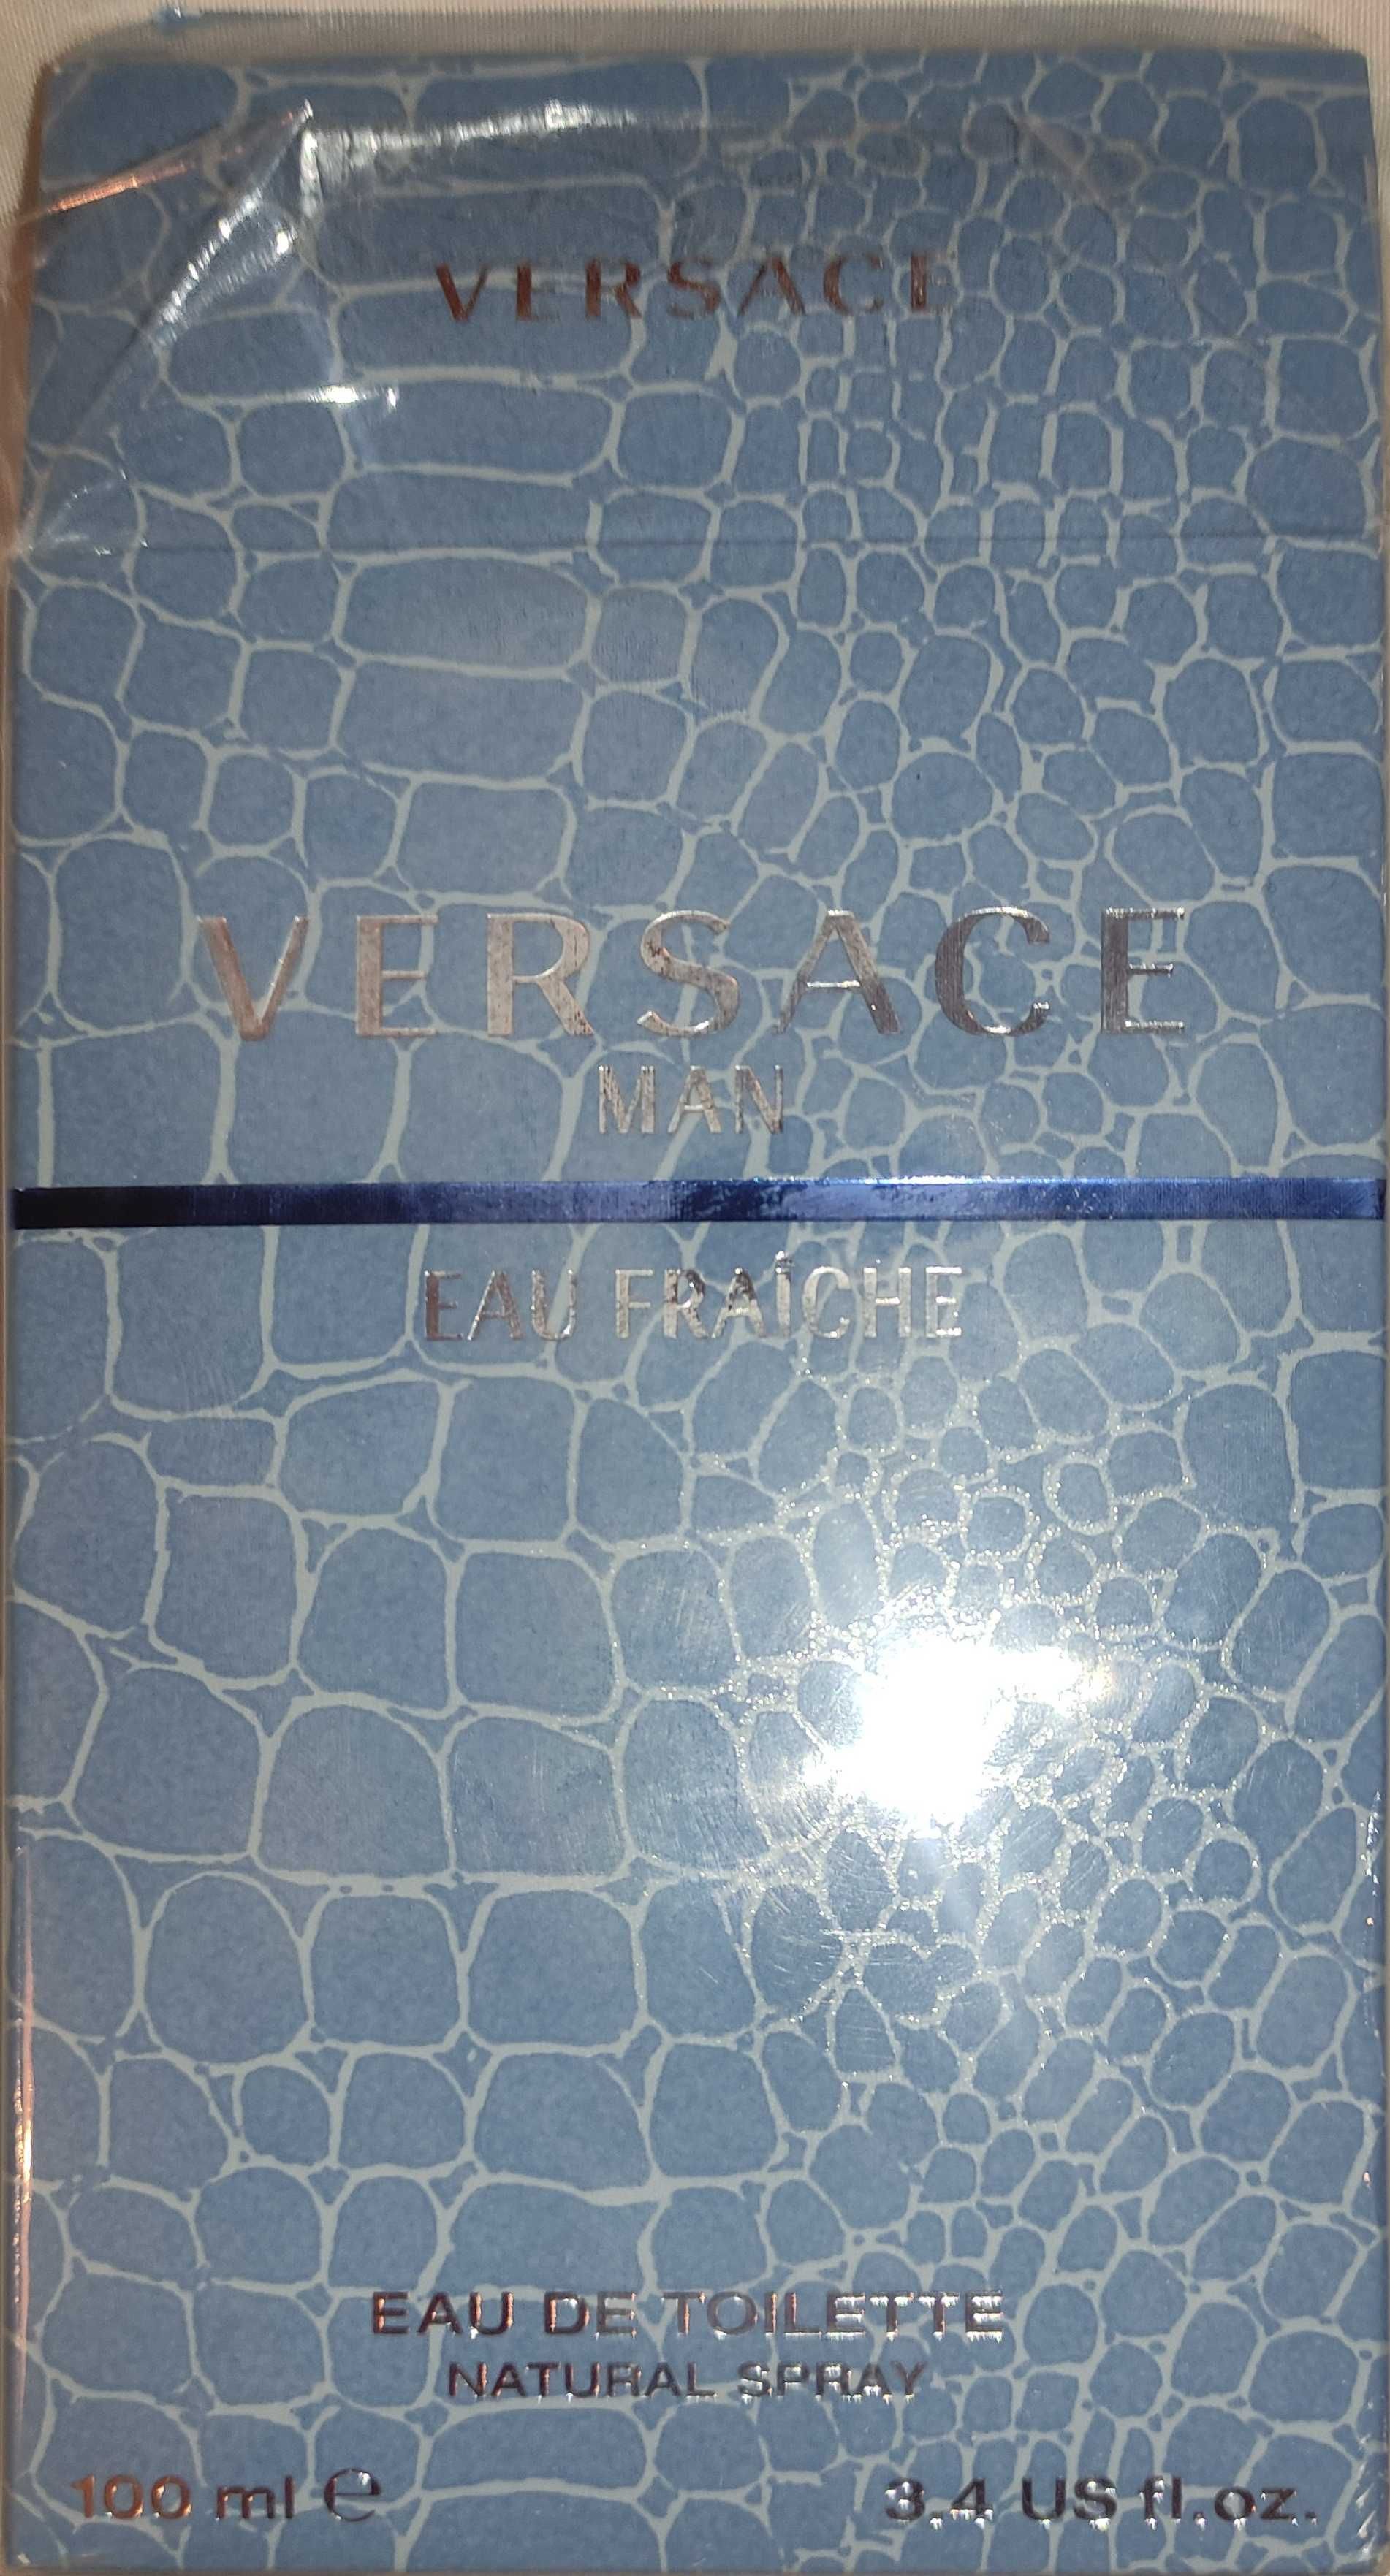 VERSACE
VERSACE
MAN
EAU FRAÎCHE
EAU DE TOILETTE
NATURAL SPRAY
100 ml ℮
3.4 US fl.oz.